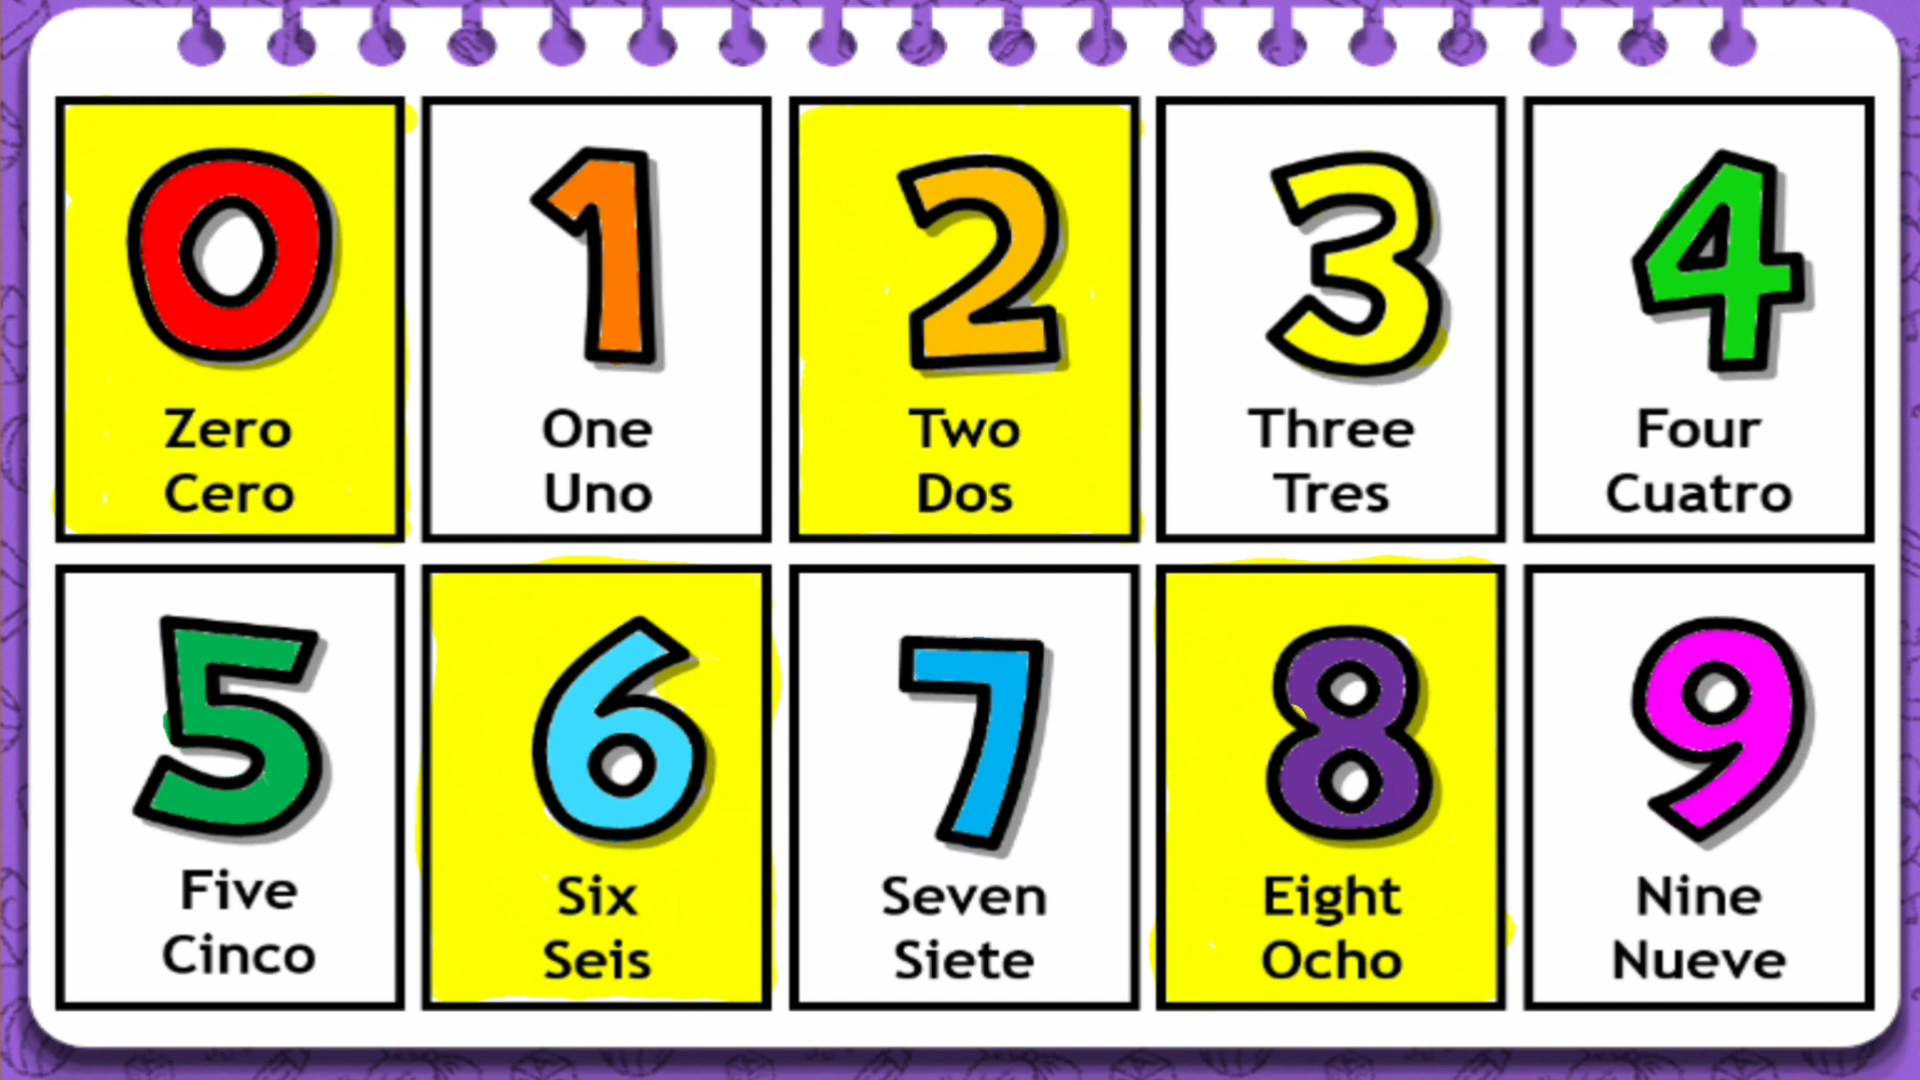 0 1 2 3 4
Zero One Two Three Four
Cero Uno Dos Tres Cuatro
5 6 7 8 9
Five Six Seven Eight Nine
Cinco Seis Siete Ocho Nueve